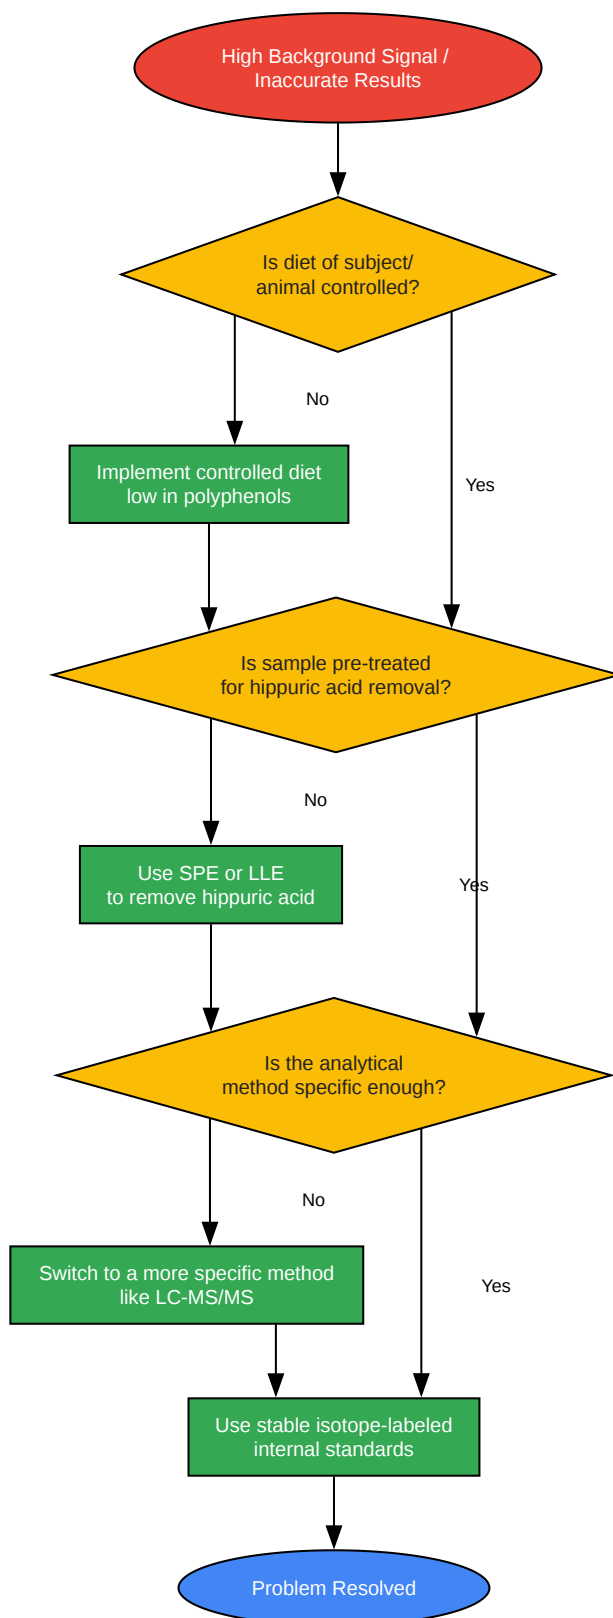 High Background Signal /
Inaccurate Results
Is diet of subject/
animal controlled?
No
Implement controlled diet
low in polyphenols
Yes
Is sample pre-treated
for hippuric acid removal?
No
Use SPE or LLE
to remove hippuric acid
Yes
Is the analytical
method specific enough?
No
Switch to a more specific method
like LC-MS/MS
Yes
Use stable isotope-labeled
internal standards
Problem Resolved